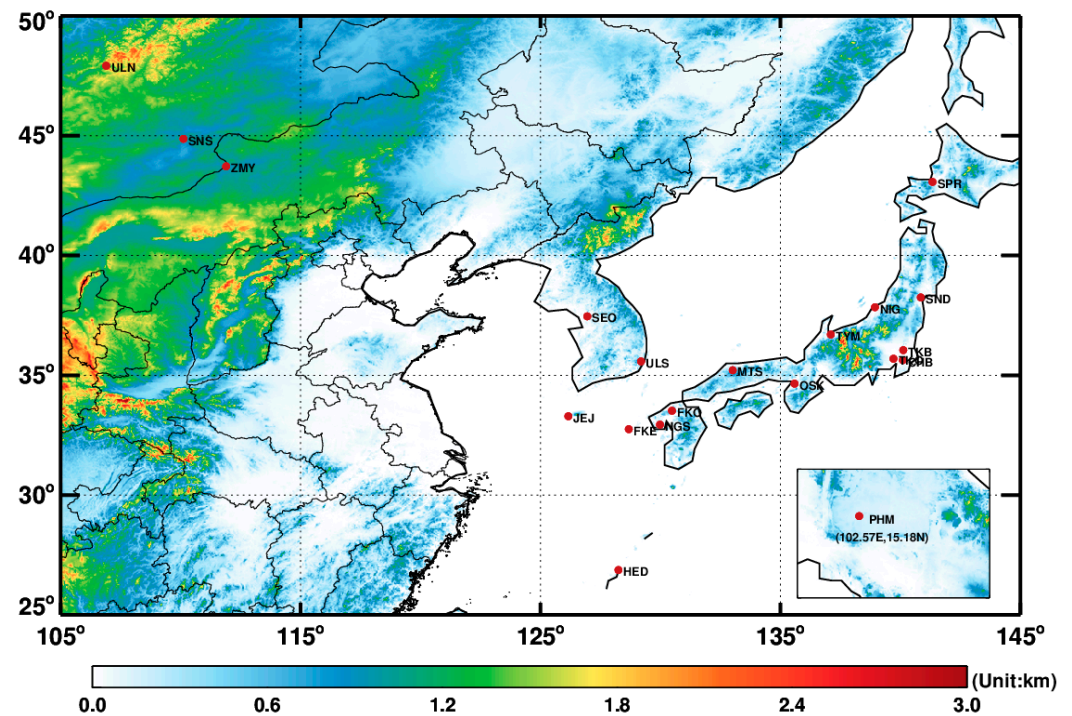 50°
ULN
45°
SNS
ZMY
SPR
40°
SND
NIG
SEO
TYM
TKB
CHB
ULS
35°
MTS
OSK
FKO
JEJ
NGS
FKE
30°
PHM
(102.57E,15.18N)
HED
25°
105° 115° 125° 135° 145°
(Unit:km)
0.0 0.6 1.2 1.8 2.4 3.0